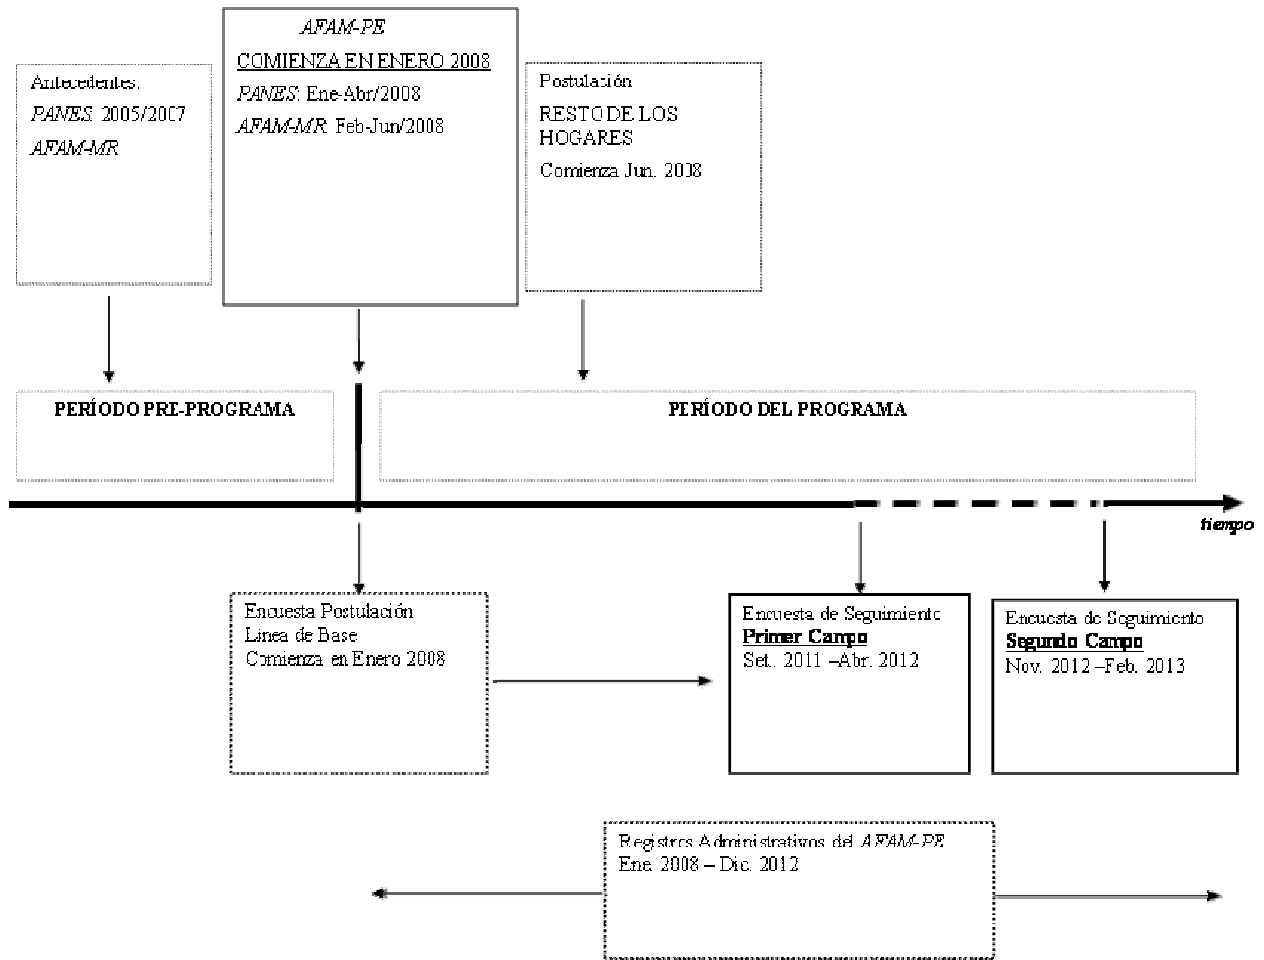 Antecedentes:
PANES: 2005/2007
AFAM-MR
AFAM-PE
COMIENZA EN ENERO 2008
PANES: Ene-Abr/2008
AFAM-MR: Feb-Jun/2008
Postulación
RESTO DE LOS
HOGARES
Comienza Jun. 2008
PERÍODO PRE-PROGRAMA
PERÍODO DEL PROGRAMA
tiempo
Encuesta Postulación
Linea de Base
Comienza en Enero 2008
Encuesta de Seguimiento
Primer Campo
Set. 2011 –Abr. 2012
Encuesta de Seguimiento
Segundo Campo
Nov. 2012 –Feb. 2013
Registros Administrativos del AFAM-PE
Ene. 2008 – Dic. 2012